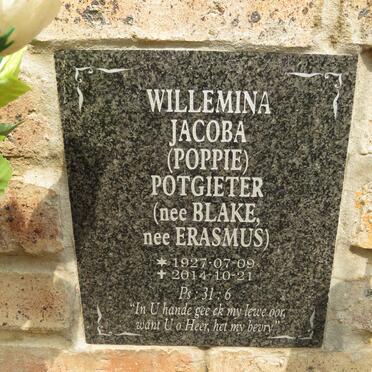 WILLEMINA
JACOBA
(POPPIE)
POTGIETER
(nee BLAKE,
nee ERASMUS)
* 1927-07-09
✝ 2014-10-21
Ps : 31 : 6
"In U hande gee ek my lewe oor,
want U o Heer, het my bevry"